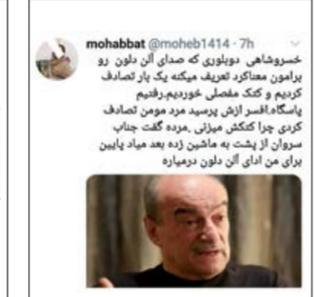 mohabbat @moheb1414 · 7h
خسروشاهی دوبلوری که صدای آلن دلون رو
برامون معناکرد تعریف میکنه یک بار تصادف
کردیم و کتک مفصلی خوردیم.رفتیم
پاسگاه.افسر ازش پرسید مرد مومن تصادف
کردی چرا کتکش میزنی .مرده گفت جناب
سروان از پشت به ماشین زده بعد میاد پایین
برای من ادای آلن دلون درمیاره